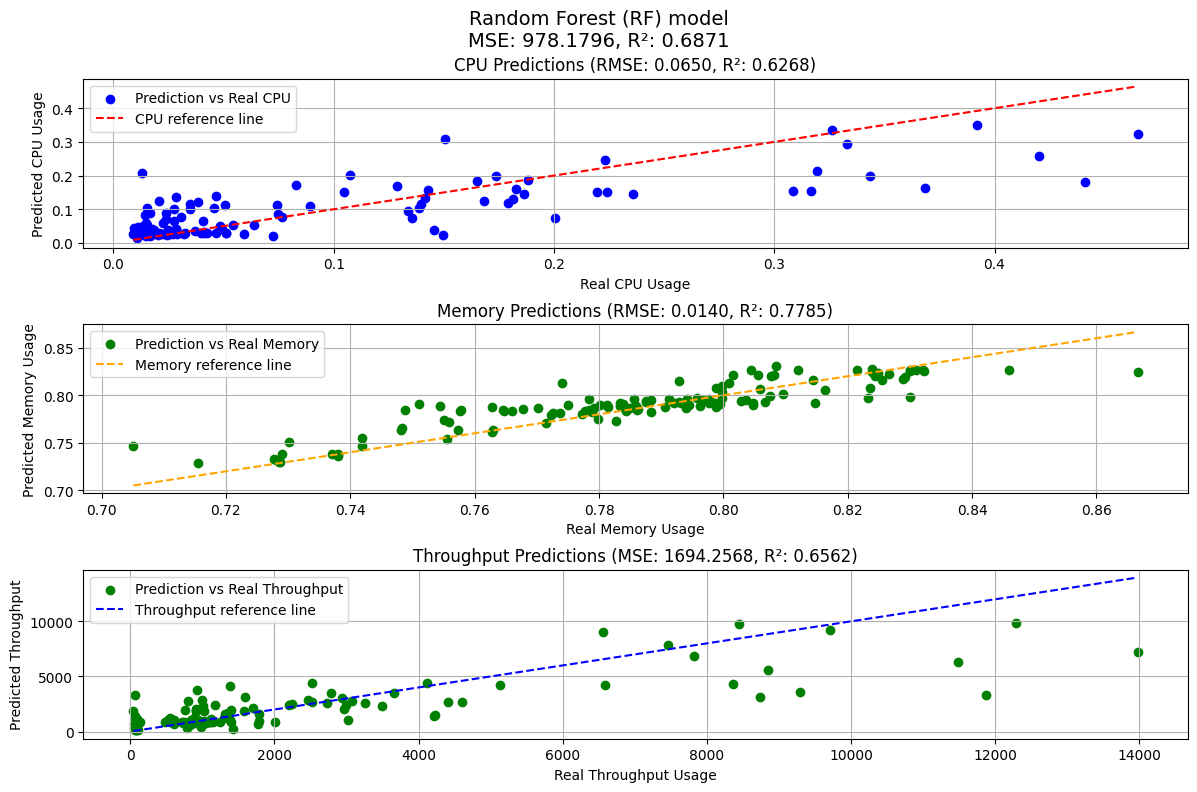 Random Forest (RF) model
MSE: 978.1796, R²: 0.6871
CPU Predictions (RMSE: 0.0650, R²: 0.6268)
Prediction vs Real CPU
CPU reference line
Predicted CPU Usage
0.4
0.3
0.2
0.1
0.0
0.0 0.1 0.2 0.3 0.4
Real CPU Usage
Memory Predictions (RMSE: 0.0140, R²: 0.7785)
Prediction vs Real Memory
Memory reference line
Predicted Memory Usage
0.85
0.80
0.75
0.70
0.70 0.72 0.74 0.76 0.78 0.80 0.82 0.84 0.86
Real Memory Usage
Throughput Predictions (MSE: 1694.2568, R²: 0.6562)
Prediction vs Real Throughput
Throughput reference line
Predicted Throughput
10000
5000
0
0 2000 4000 6000 8000 10000 12000 14000
Real Throughput Usage